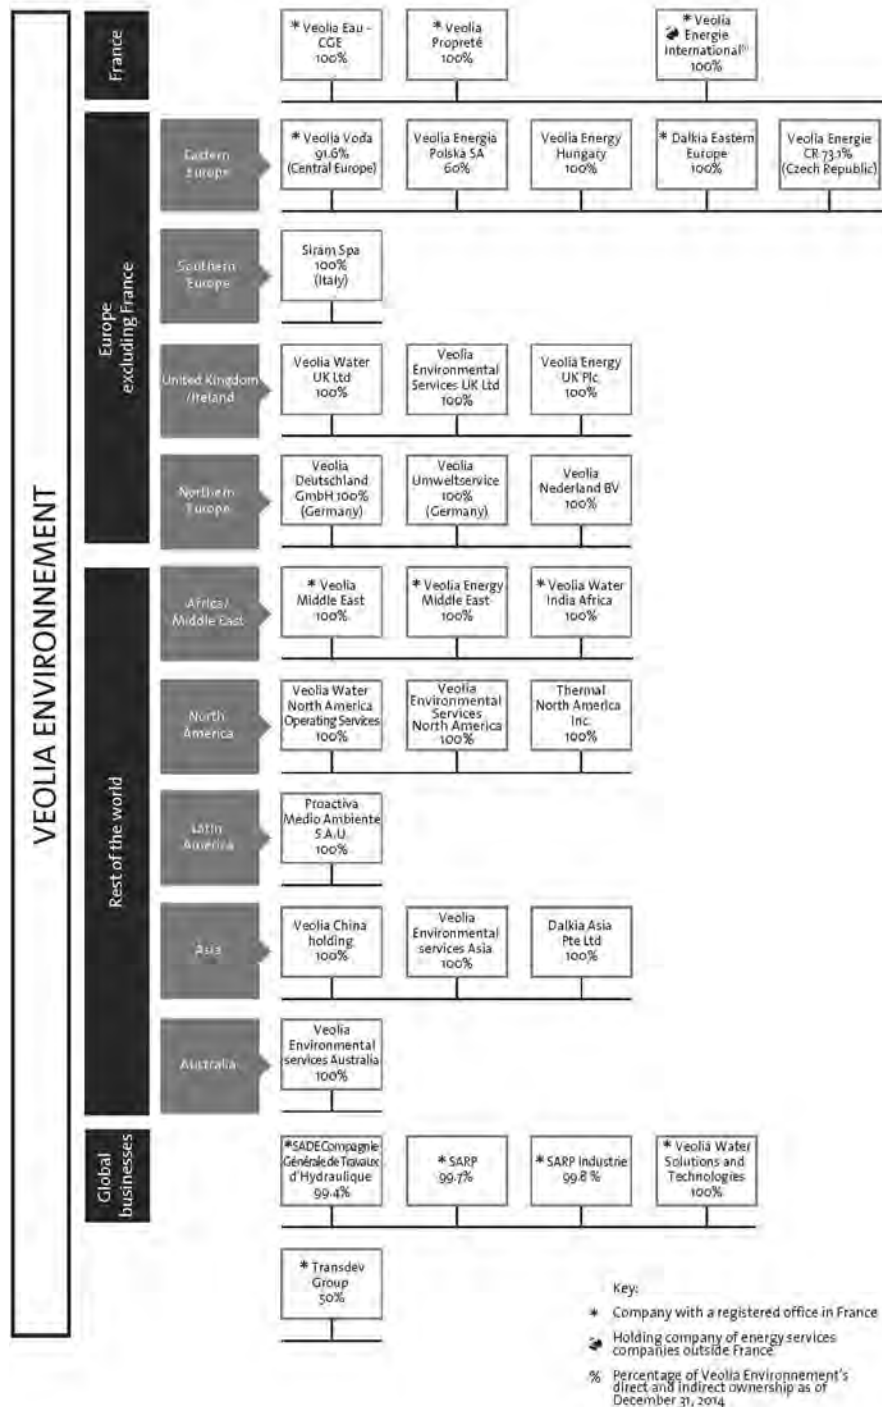 VEOLIA ENVIRONNEMENT
France
* Veolia Eau -
CGE
100%
* Veolia
Propreté
100%
* Veolia
Energie
International⁽¹⁾
100%
Europe
excluding France
Eastern
Europe
* Veolia Voda
91.6%
(Central Europe)
Veolia Energia
Polska SA
60%
Veolia Energy
Hungary
100%
* Dalkia Eastern
Europe
100%
Veolia Energie
CR 73.1%
(Czech Republic)
Southern
Europe
Siram Spa
100%
(Italy)
United Kingdom
/Ireland
Veolia Water
UK Ltd
100%
Veolia
Environmental
Services UK Ltd
100%
Veolia Energy
UK Plc
100%
Northern
Europe
Veolia
Deutschland
GmbH 100%
(Germany)
Veolia
Umweltservice
100%
(Germany)
Veolia
Nederland BV
100%
Rest of the world
Africa/
Middle East
* Veolia
Middle East
100%
* Veolia Energy
Middle East
100%
* Veolia Water
India Africa
100%
North
America
Veolia Water
North America
Operating Services
100%
Veolia
Environmental
Services
North America
100%
Thermal
North America
Inc.
100%
Latin
America
Proactiva
Medio Ambiente
S.A.U.
100%
Asia
Veolia China
holding
100%
Veolia
Environmental
services Asia
100%
Dalkia Asia
Pte Ltd
100%
Australia
Veolia
Environmental
services Australia
100%
Global
businesses
*SADE Compagnie
Générale de Travaux
d'Hydraulique
99.4%
* SARP
99.7%
* SARP Industrie
99.8 %
* Veolia Water
Solutions and
Technologies
100%
* Transdev
Group
50%
Key:
* Company with a registered office in France
Holding company of energy services
companies outside France
% Percentage of Veolia Environnement's
direct and indirect ownership as of
December 31, 2014